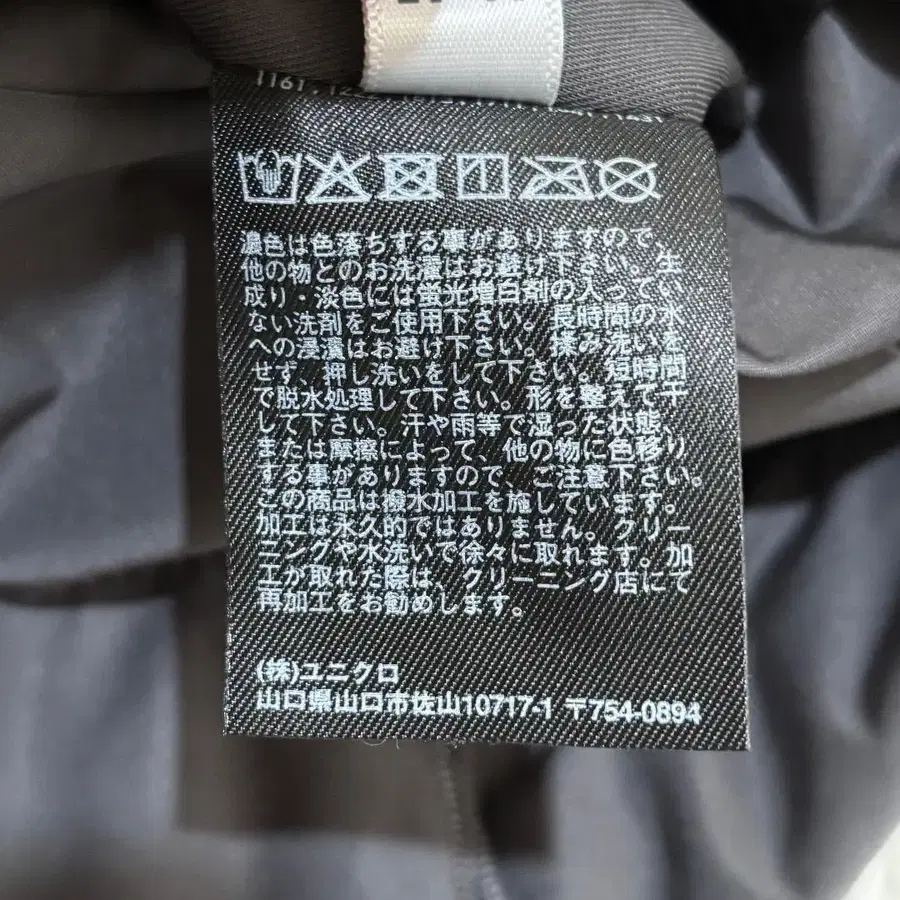 濃色は色落ちする事がありますので、
他の物とのお洗濯はお避け下さい。生
成り・淡色には蛍光増白剤の入ってい
ない洗剤をご使用下さい。長時間の水
への浸漬はお避け下さい。揉み洗いを
せず、押し洗いをして下さい。短時間
で脱水処理して下さい。形を整えて干
して下さい。汗や雨等で湿った状態、
または摩擦によって、他の物に色移り
する事がありますので、ご注意下さい。
この商品は撥水加工を施しています。
加工は永久的ではありません。クリー
ニングや水洗いで徐々に取れます。加
工が取れた際は、クリーニング店にて
再加工をお勧めします。
(株)ユニクロ
山口県山口市佐山10717-1 〒754-0894